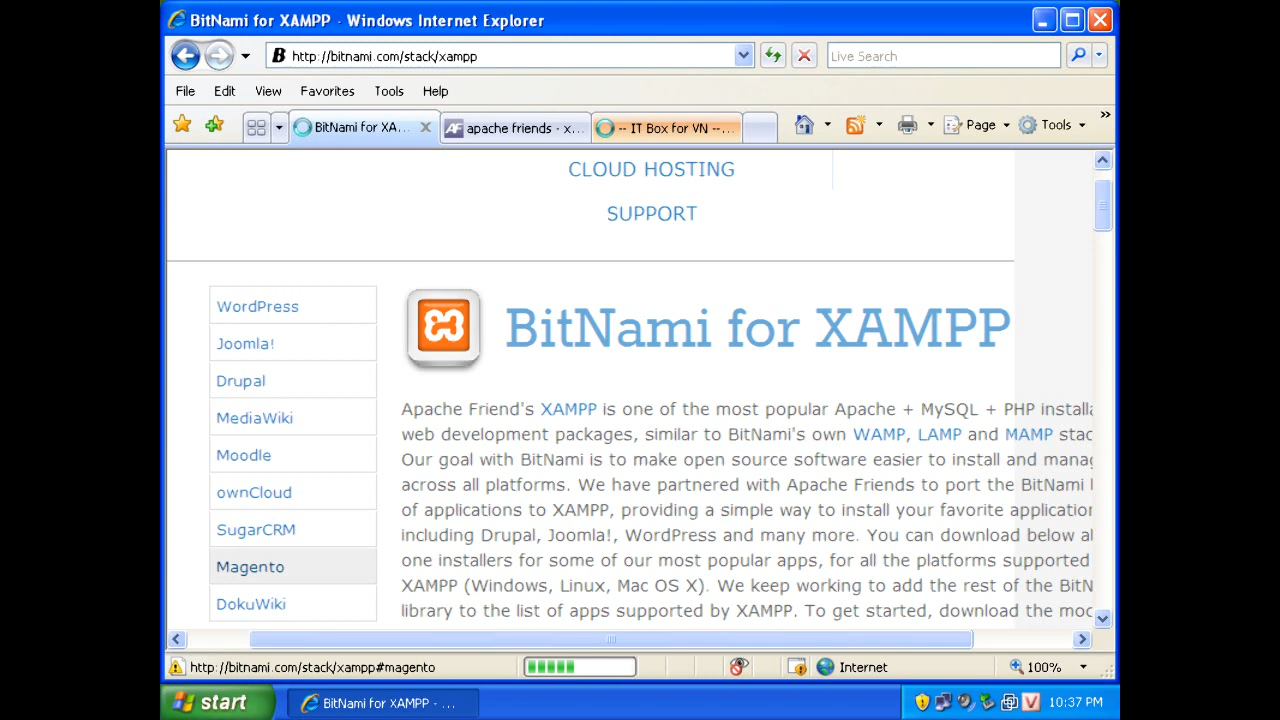 BitNami for XAMPP - Windows Internet Explorer
B http://bitnami.com/stack/xampp
Live Search
File Edit View Favorites Tools Help
BitNami for XA... apache friends - x... -- IT Box for VN --...
Page Tools
CLOUD HOSTING
SUPPORT
WordPress
Joomla!
Drupal
MediaWiki
Moodle
ownCloud
SugarCRM
Magento
DokuWiki
BitNami for XAMPP
Apache Friend's XAMPP is one of the most popular Apache + MySQL + PHP installa
web development packages, similar to BitNami's own WAMP, LAMP and MAMP stac
Our goal with BitNami is to make open source software easier to install and manag
across all platforms. We have partnered with Apache Friends to port the BitNami l
of applications to XAMPP, providing a simple way to install your favorite application
including Drupal, Joomla!, WordPress and many more. You can download below al
one installers for some of our most popular apps, for all the platforms supported
XAMPP (Windows, Linux, Mac OS X). We keep working to add the rest of the BitN
library to the list of apps supported by XAMPP. To get started, download the mod
http://bitnami.com/stack/xampp#magento
Internet
100%
start
BitNami for XAMPP - ...
V
10:37 PM